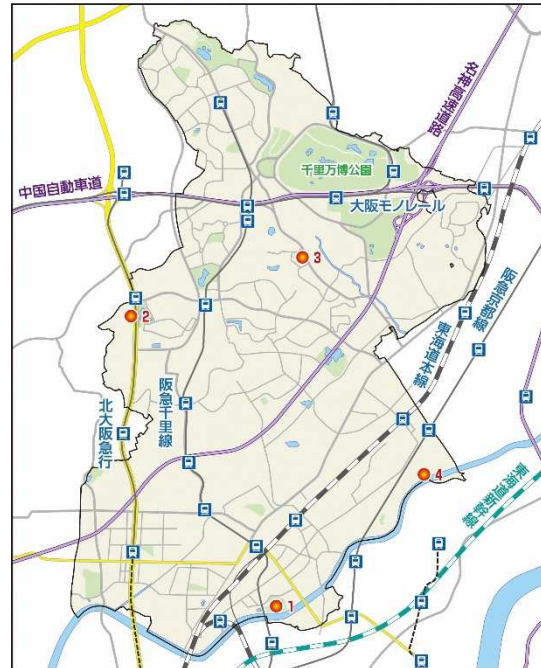 名神高速道路
千里万博公園
中国自動車道
大阪モノレール
3
阪急京都線
東海道本線
2
阪急千里線
北大阪急行
4
東海道新幹線
1